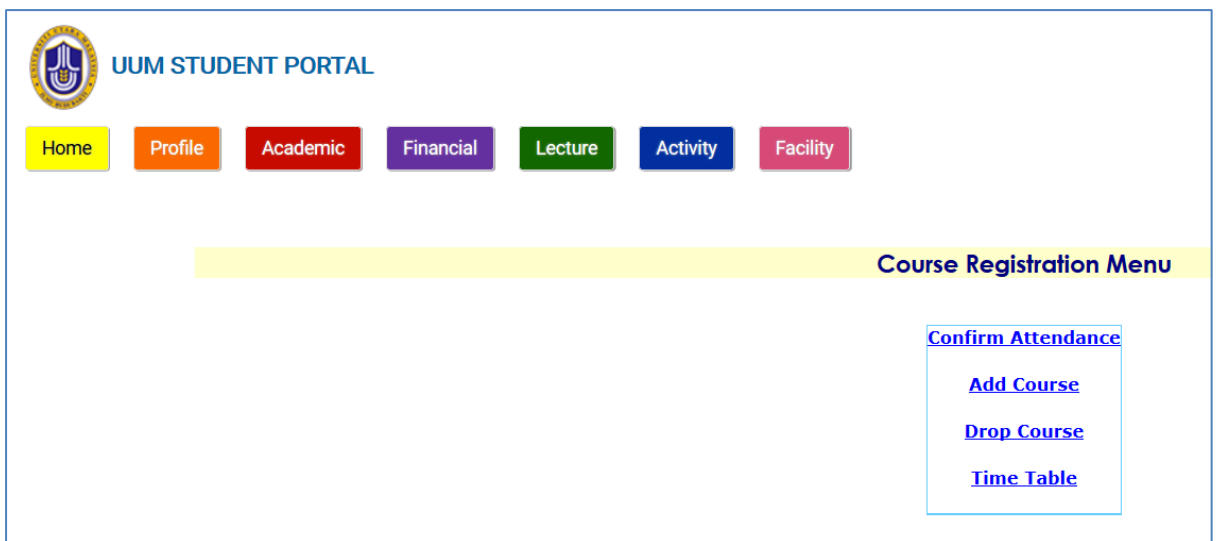 UUM STUDENT PORTAL
Home Profile Academic Financial Lecture Activity Facility
Course Registration Menu
Confirm Attendance
Add Course
Drop Course
Time Table